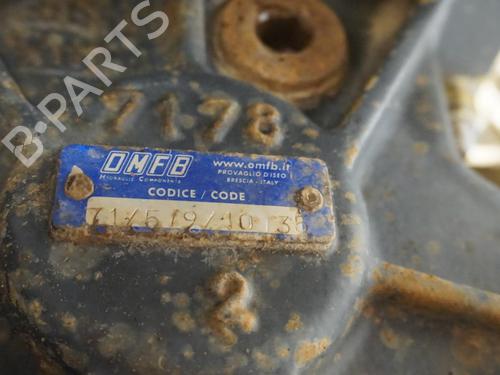 B-PARTS
7178
OMFB
HYDRAULIC COMPONENTS
www.omfb.it
PROVAGLIO D'ISEO
BRESCIA - ITALY
CODICE / CODE
2